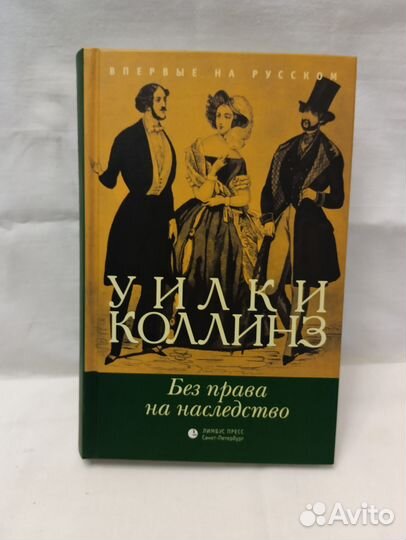 ВПЕРВЫЕ НА РУССКОМ
УИЛКИ
КОЛЛИНЗ
Без права
на наследство
ЛИМБУС ПРЕСС
Санкт-Петербург
Avito